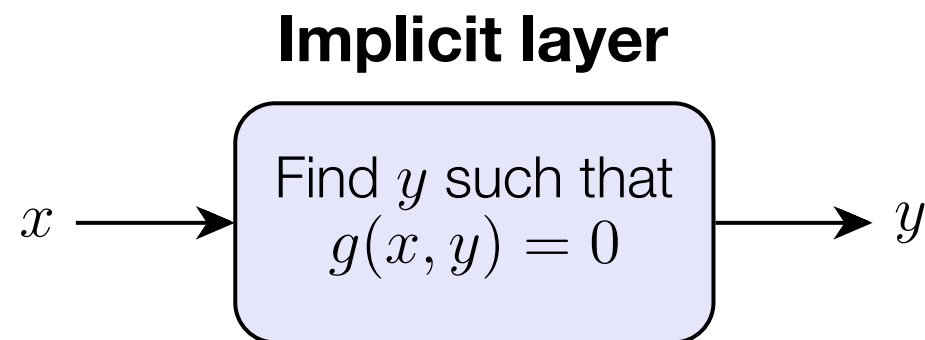 Implicit layer
Find y such that
x
g(x, y) = 0
y